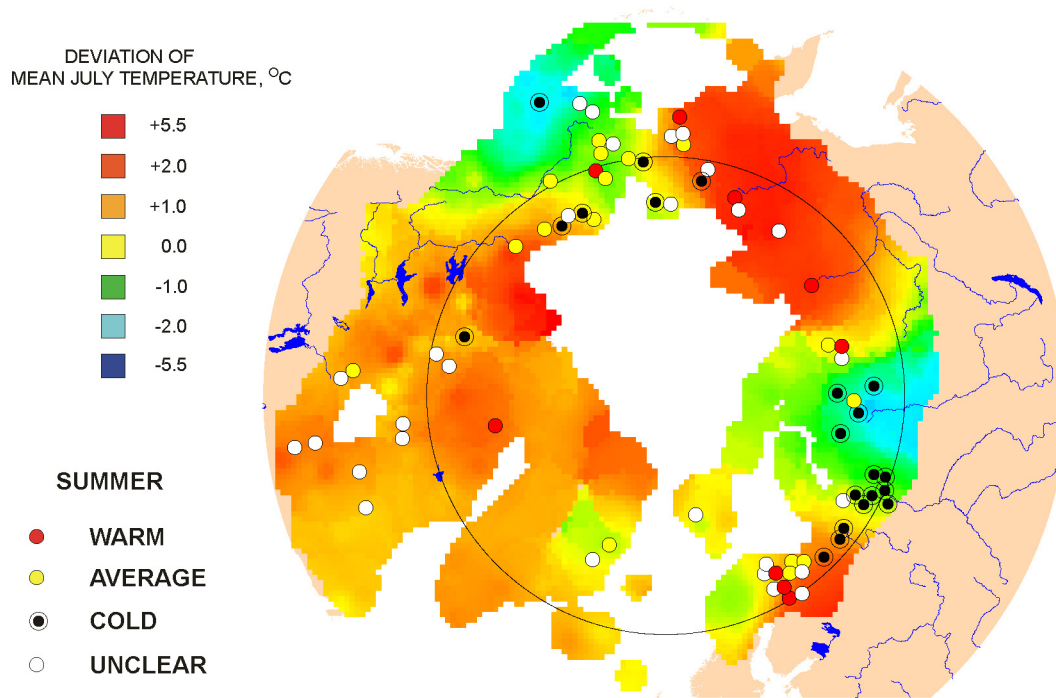 DEVIATION OF
MEAN JULY TEMPERATURE, ᴼC
+5.5
+2.0
+1.0
0.0
-1.0
-2.0
-5.5
SUMMER
WARM
AVERAGE
COLD
UNCLEAR